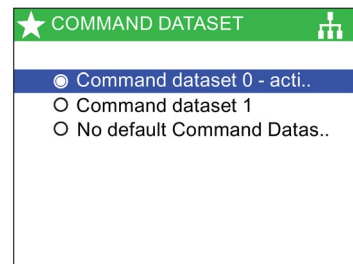 COMMAND DATASET
Command dataset 0 - acti..
Command dataset 1
No default Command Datas..